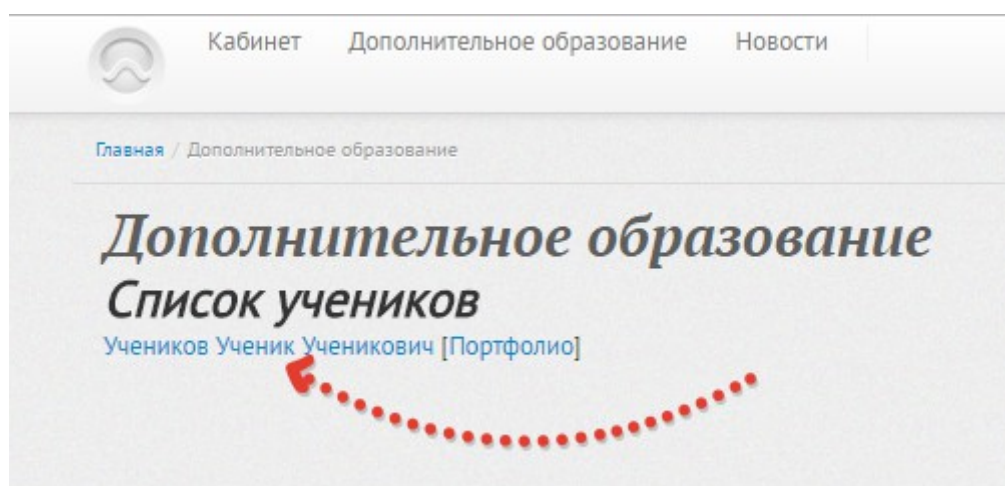 Кабинет Дополнительное образование Новости
Главная / Дополнительное образование
Дополнительное образование
Список учеников
Учеников Ученик Ученикович [Портфолио]